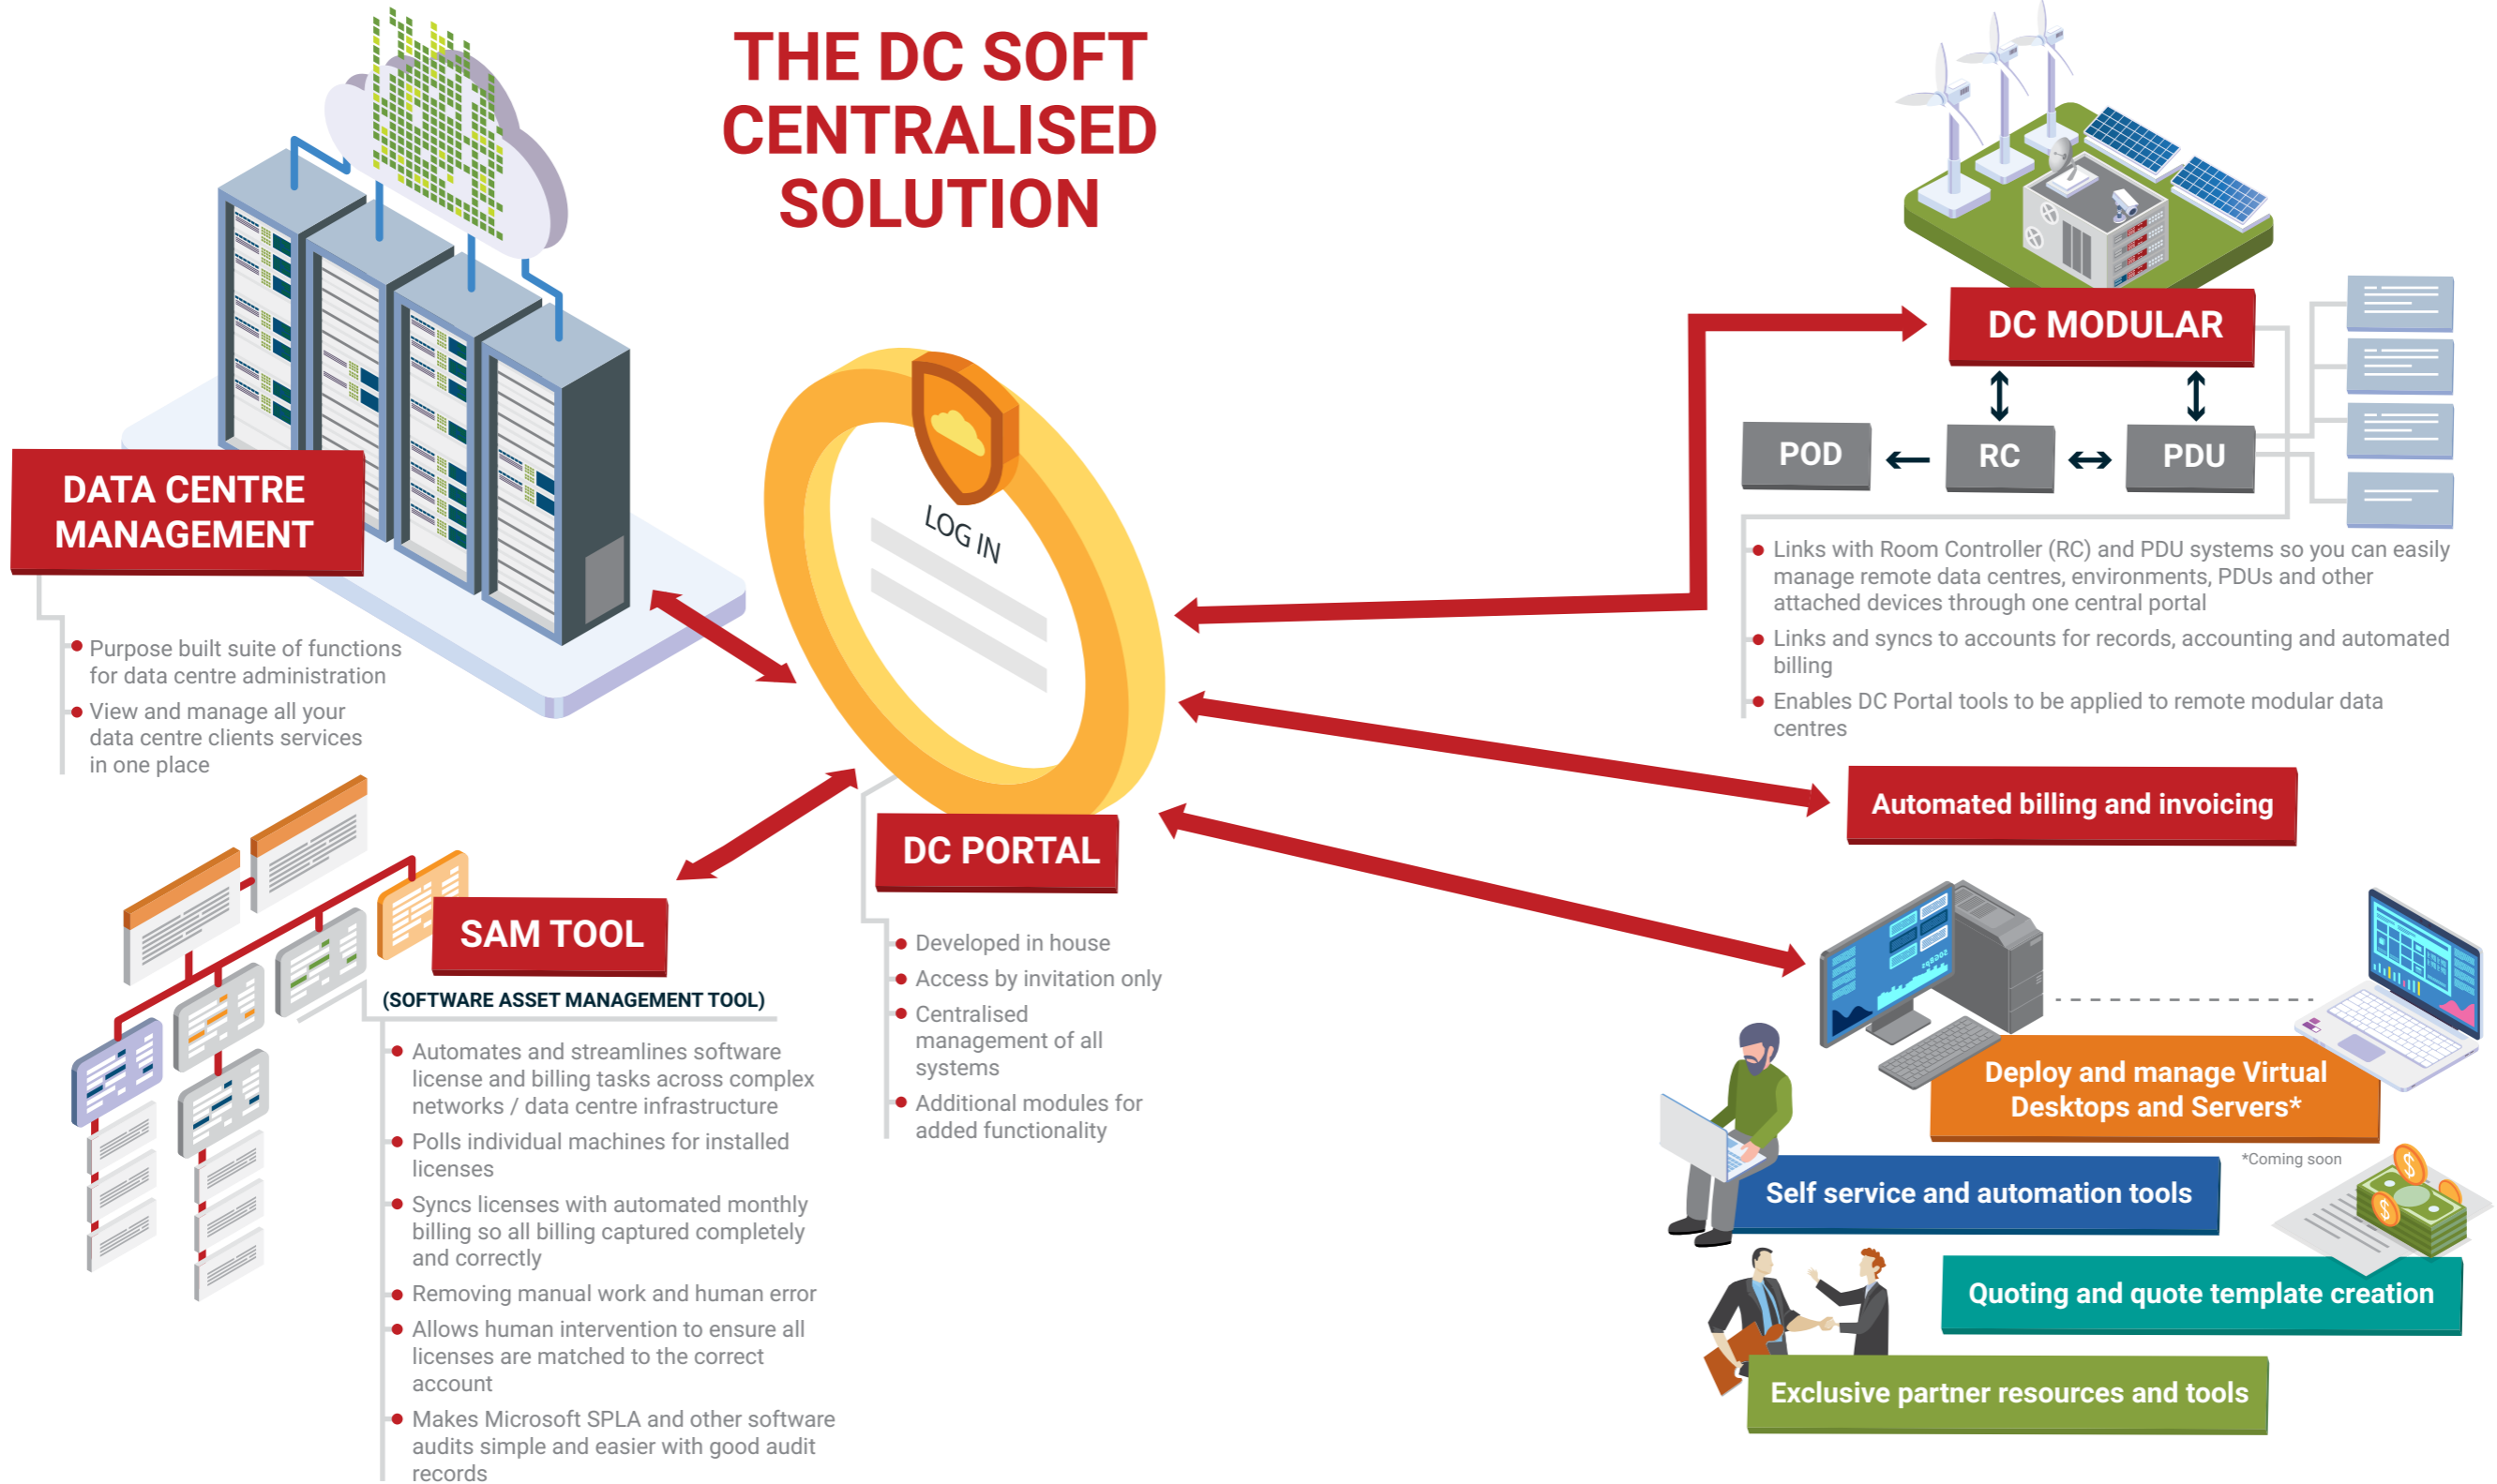 THE DC SOFT
CENTRALISED
SOLUTION
DATA CENTRE
MANAGEMENT
Purpose built suite of functions
for data centre administration
View and manage all your
data centre clients services
in one place
LOG IN
DC PORTAL
Developed in house
Access by invitation only
Centralised
management of all
systems
Additional modules for
added functionality
SAM TOOL
(SOFTWARE ASSET MANAGEMENT TOOL)
Automates and streamlines software
license and billing tasks across complex
networks / data centre infrastructure
Polls individual machines for installed
licenses
Syncs licenses with automated monthly
billing so all billing captured completely
and correctly
Removing manual work and human error
Allows human intervention to ensure all
licenses are matched to the correct
account
Makes Microsoft SPLA and other software
audits simple and easier with good audit
records
DC MODULAR
POD
RC
PDU
Links with Room Controller (RC) and PDU systems so you can easily
manage remote data centres, environments, PDUs and other
attached devices through one central portal
Links and syncs to accounts for records, accounting and automated
billing
Enables DC Portal tools to be applied to remote modular data
centres
Automated billing and invoicing
Deploy and manage Virtual
Desktops and Servers*
*Coming soon
Self service and automation tools
Quoting and quote template creation
Exclusive partner resources and tools